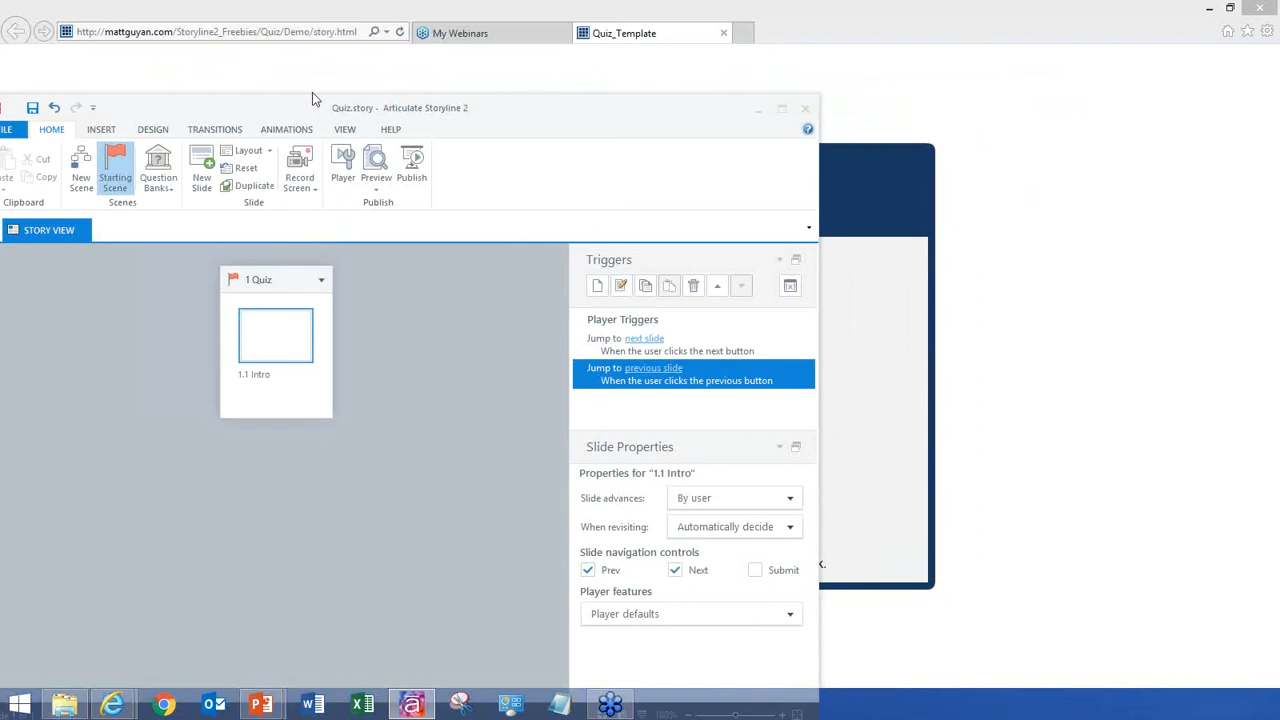 http://mattguyan.com/Storyline2_Freebies/Quiz/Demo/story.html
My Webinars
Quiz_Template
Quiz.story - Articulate Storyline 2
HOME INSERT DESIGN TRANSITIONS ANIMATIONS VIEW HELP
Cut
Copy
Clipboard
New Scene
Starting Scene
Question Banks
Scenes
New Slide
Layout
Reset
Duplicate
Slide
Record Screen
Player
Preview
Publish
Publish
STORY VIEW
1 Quiz
1.1 Intro
Triggers
Player Triggers
Jump to next slide
When the user clicks the next button
Jump to previous slide
When the user clicks the previous button
Slide Properties
Properties for "1.1 Intro"
Slide advances: By user
When revisiting: Automatically decide
Slide navigation controls
Prev Next Submit
Player features
Player defaults
100%